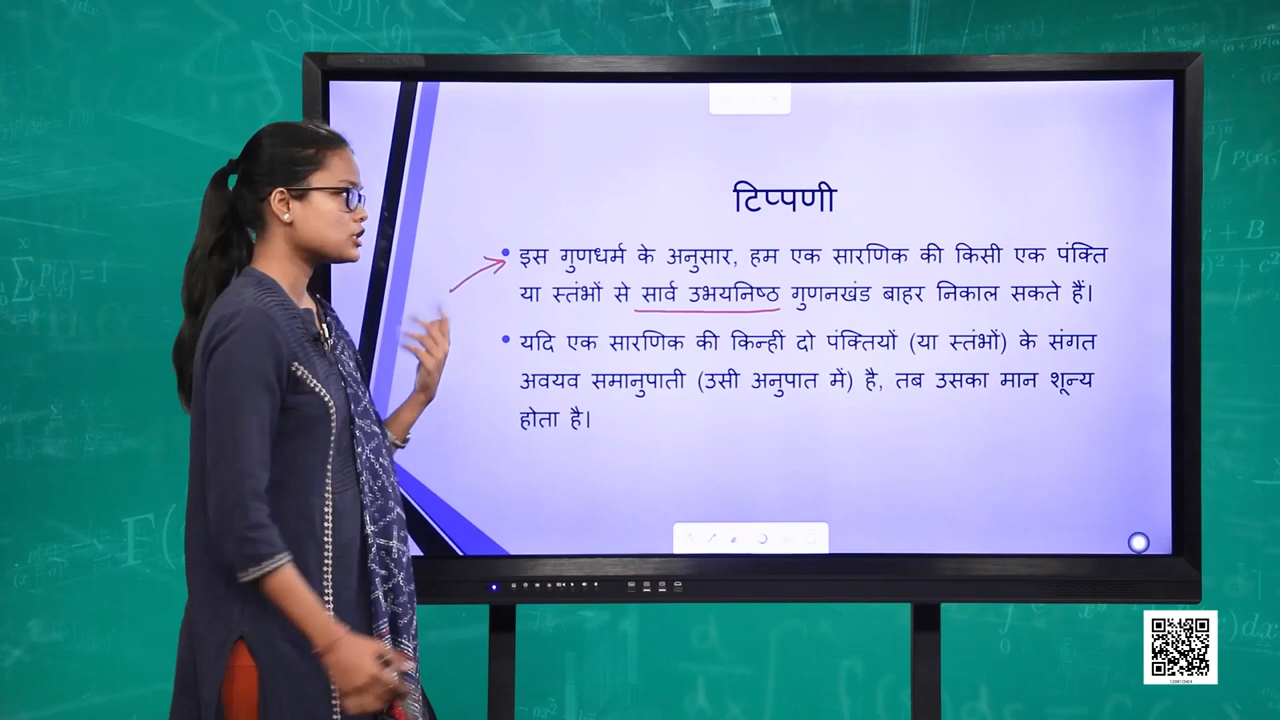 टिप्पणी
इस गुणधर्म के अनुसार, हम एक सारणिक की किसी एक पंक्ति
या स्तंभों से सार्व उभयनिष्ठ गुणनखंड बाहर निकाल सकते हैं।
यदि एक सारणिक की किन्हीं दो पंक्तियों (या स्तंभों) के संगत
अवयव समानुपाती (उसी अनुपात में) है, तब उसका मान शून्य
होता है।